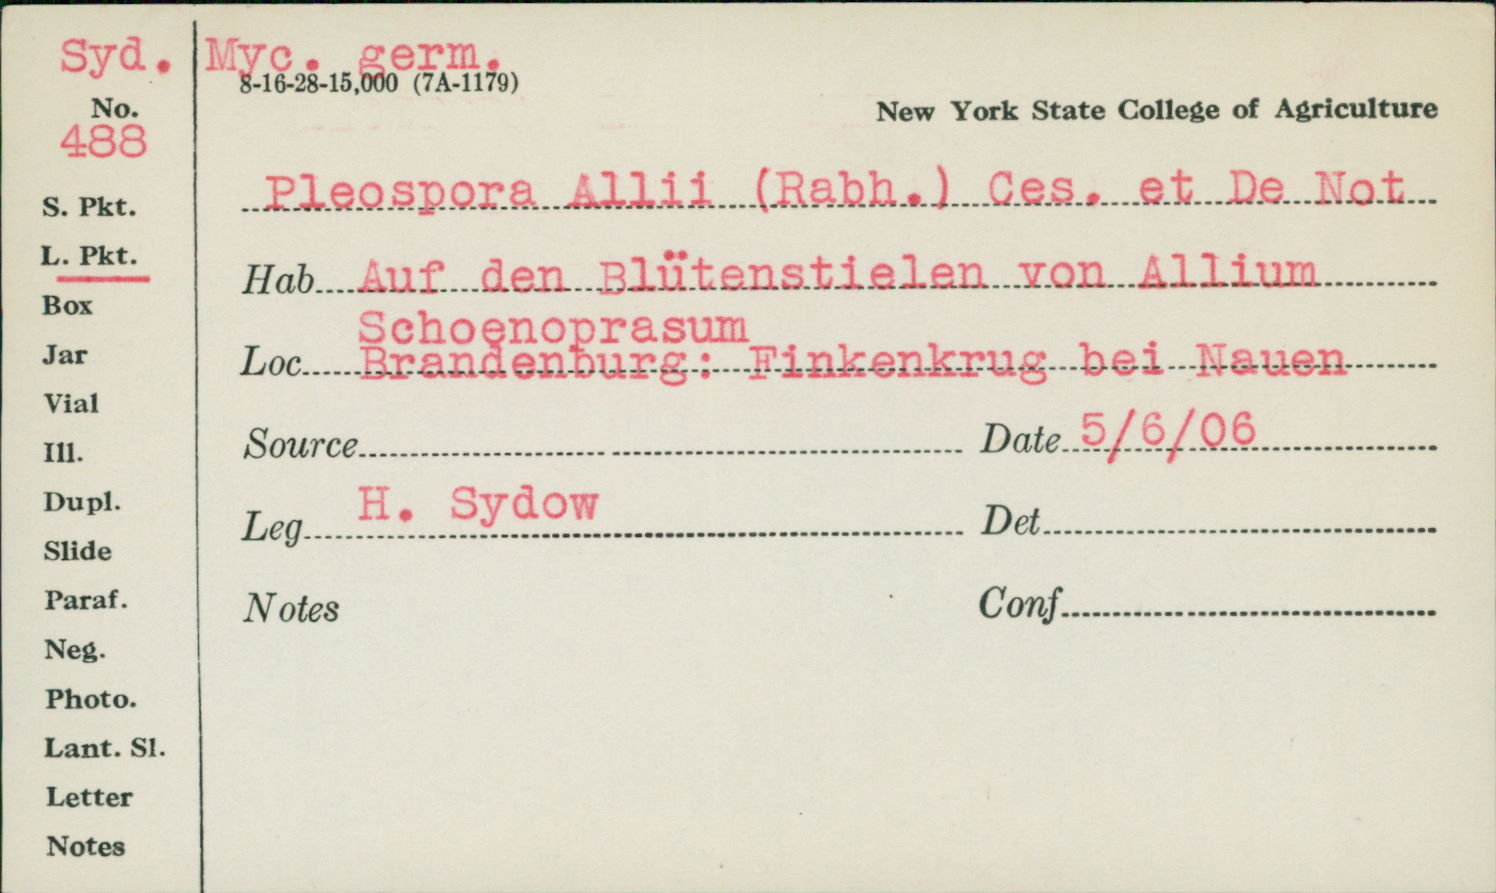 Syd. Myc. germ.
8-16-28-15,000 (7A-1179)
No.
New York State College of Agriculture
488
Pleospora Allii (Rabh.) Ces. et De Not
S. Pkt.
L. Pkt.
Hab Auf den Blütenstielen von Allium
Box
Schoenoprasum
Jar
Loc Brandenburg: Finkenkrug bei Nauen
Vial
Source Date 5/6/06
Ill.
Dupl.
Leg H. Sydow Det
Slide
Paraf.
Notes Conf
Neg.
Photo.
Lant. Sl.
Letter
Notes